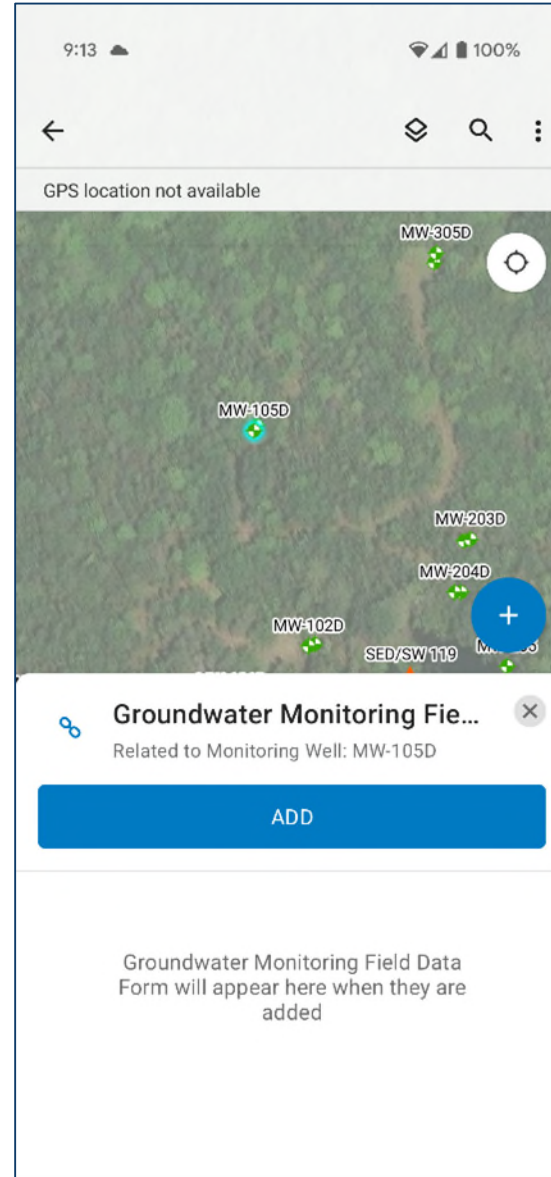 9:13
100%
GPS location not available
MW-305D
MW-105D
MW-203D
MW-204D
MW-102D
SED/SW 119
Groundwater Monitoring Fie...
Related to Monitoring Well: MW-105D
ADD
Groundwater Monitoring Field Data
Form will appear here when they are
added